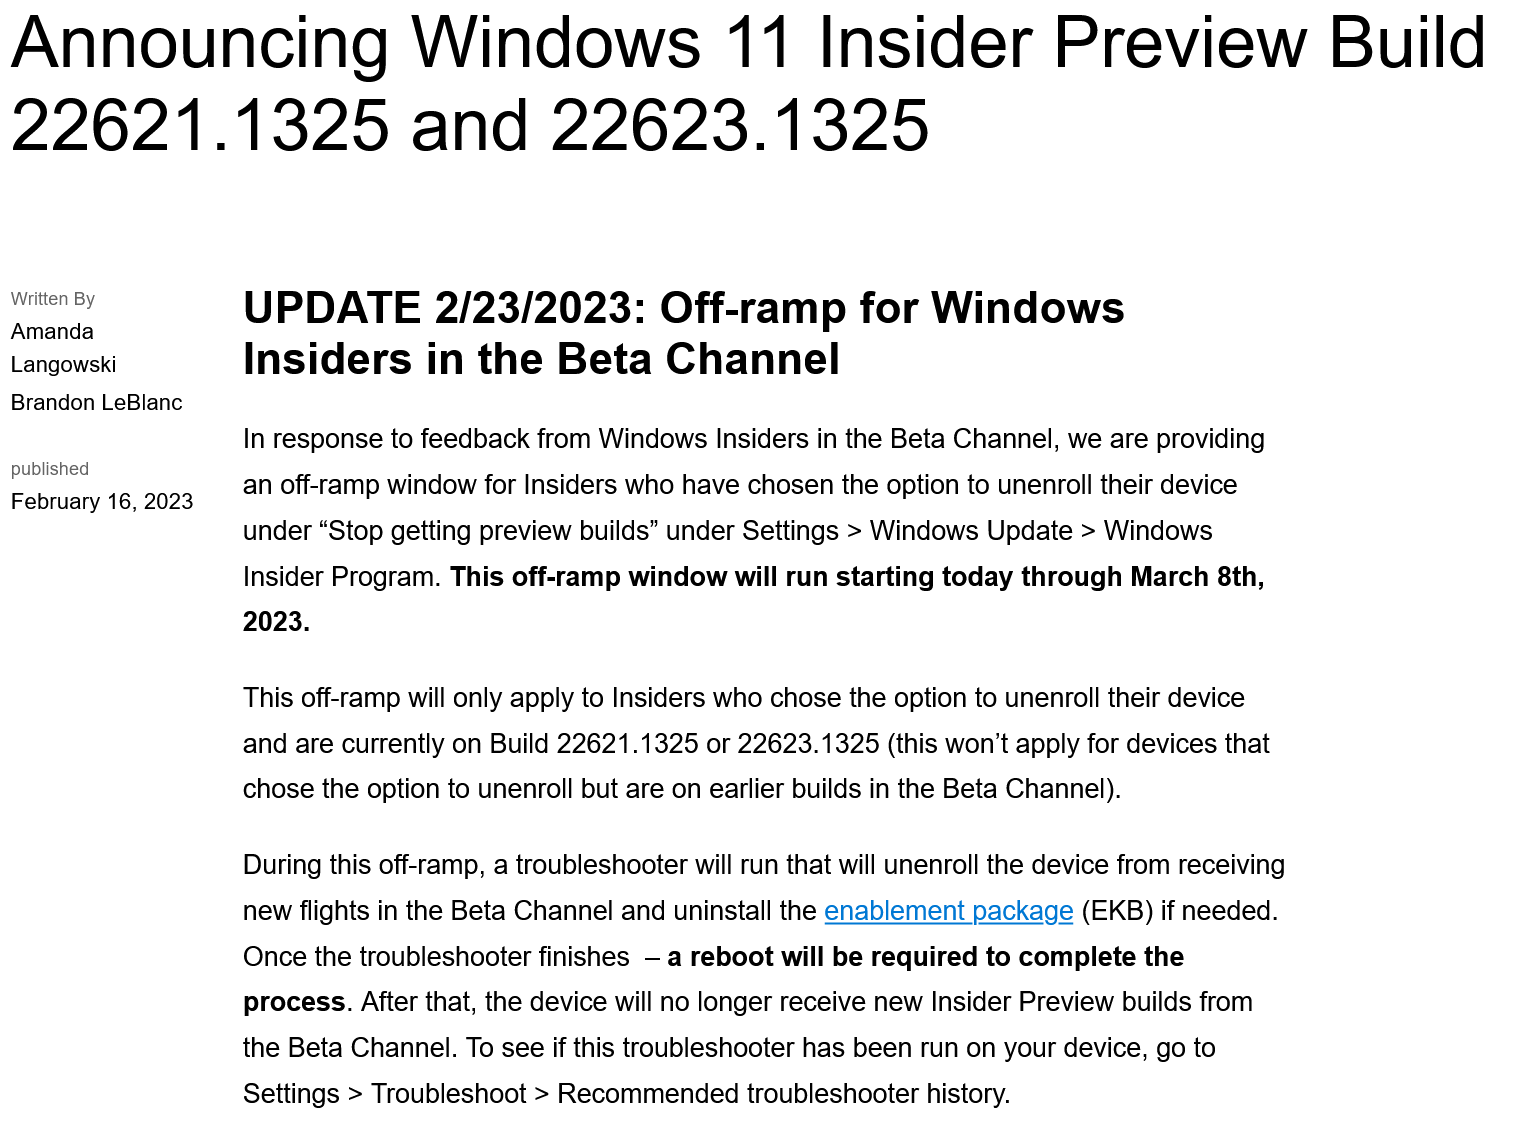 Announcing Windows 11 Insider Preview Build
22621.1325 and 22623.1325
Written By
Amanda
Langowski
Brandon LeBlanc
published
February 16, 2023
UPDATE 2/23/2023: Off-ramp for Windows
Insiders in the Beta Channel
In response to feedback from Windows Insiders in the Beta Channel, we are providing
an off-ramp window for Insiders who have chosen the option to unenroll their device
under “Stop getting preview builds” under Settings > Windows Update > Windows
Insider Program. This off-ramp window will run starting today through March 8th,
2023.
This off-ramp will only apply to Insiders who chose the option to unenroll their device
and are currently on Build 22621.1325 or 22623.1325 (this won’t apply for devices that
chose the option to unenroll but are on earlier builds in the Beta Channel).
During this off-ramp, a troubleshooter will run that will unenroll the device from receiving
new flights in the Beta Channel and uninstall the enablement package (EKB) if needed.
Once the troubleshooter finishes – a reboot will be required to complete the
process. After that, the device will no longer receive new Insider Preview builds from
the Beta Channel. To see if this troubleshooter has been run on your device, go to
Settings > Troubleshoot > Recommended troubleshooter history.